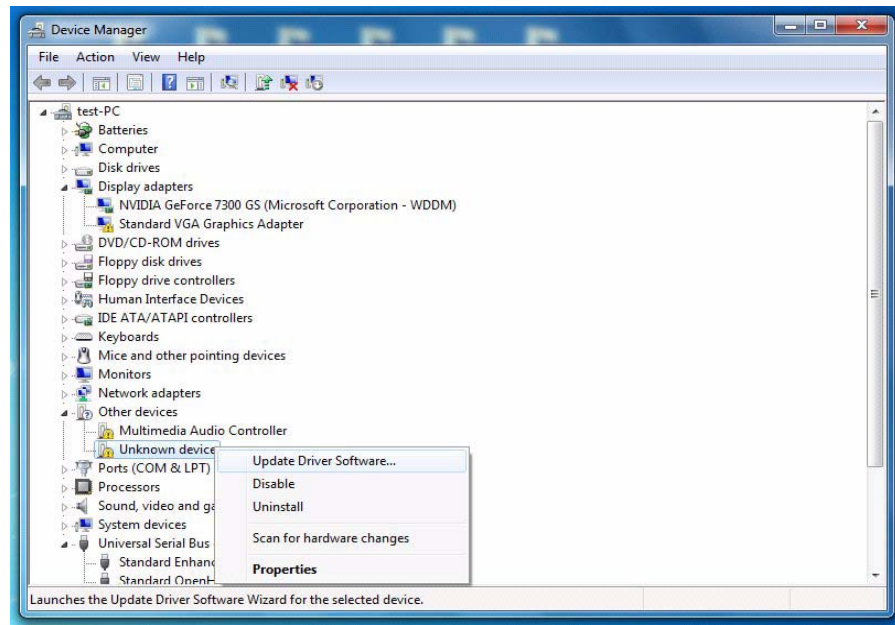 Device Manager
File Action View Help
test-PC
Batteries
Computer
Disk drives
Display adapters
NVIDIA GeForce 7300 GS (Microsoft Corporation - WDDM)
Standard VGA Graphics Adapter
DVD/CD-ROM drives
Floppy disk drives
Floppy drive controllers
Human Interface Devices
IDE ATA/ATAPI controllers
Keyboards
Mice and other pointing devices
Monitors
Network adapters
Other devices
Multimedia Audio Controller
Unknown device
Ports (COM & LPT)
Processors
Sound, video and ga
System devices
Universal Serial Bus
Standard Enhanc
Standard OpenH
Update Driver Software...
Disable
Uninstall
Scan for hardware changes
Properties
Launches the Update Driver Software Wizard for the selected device.